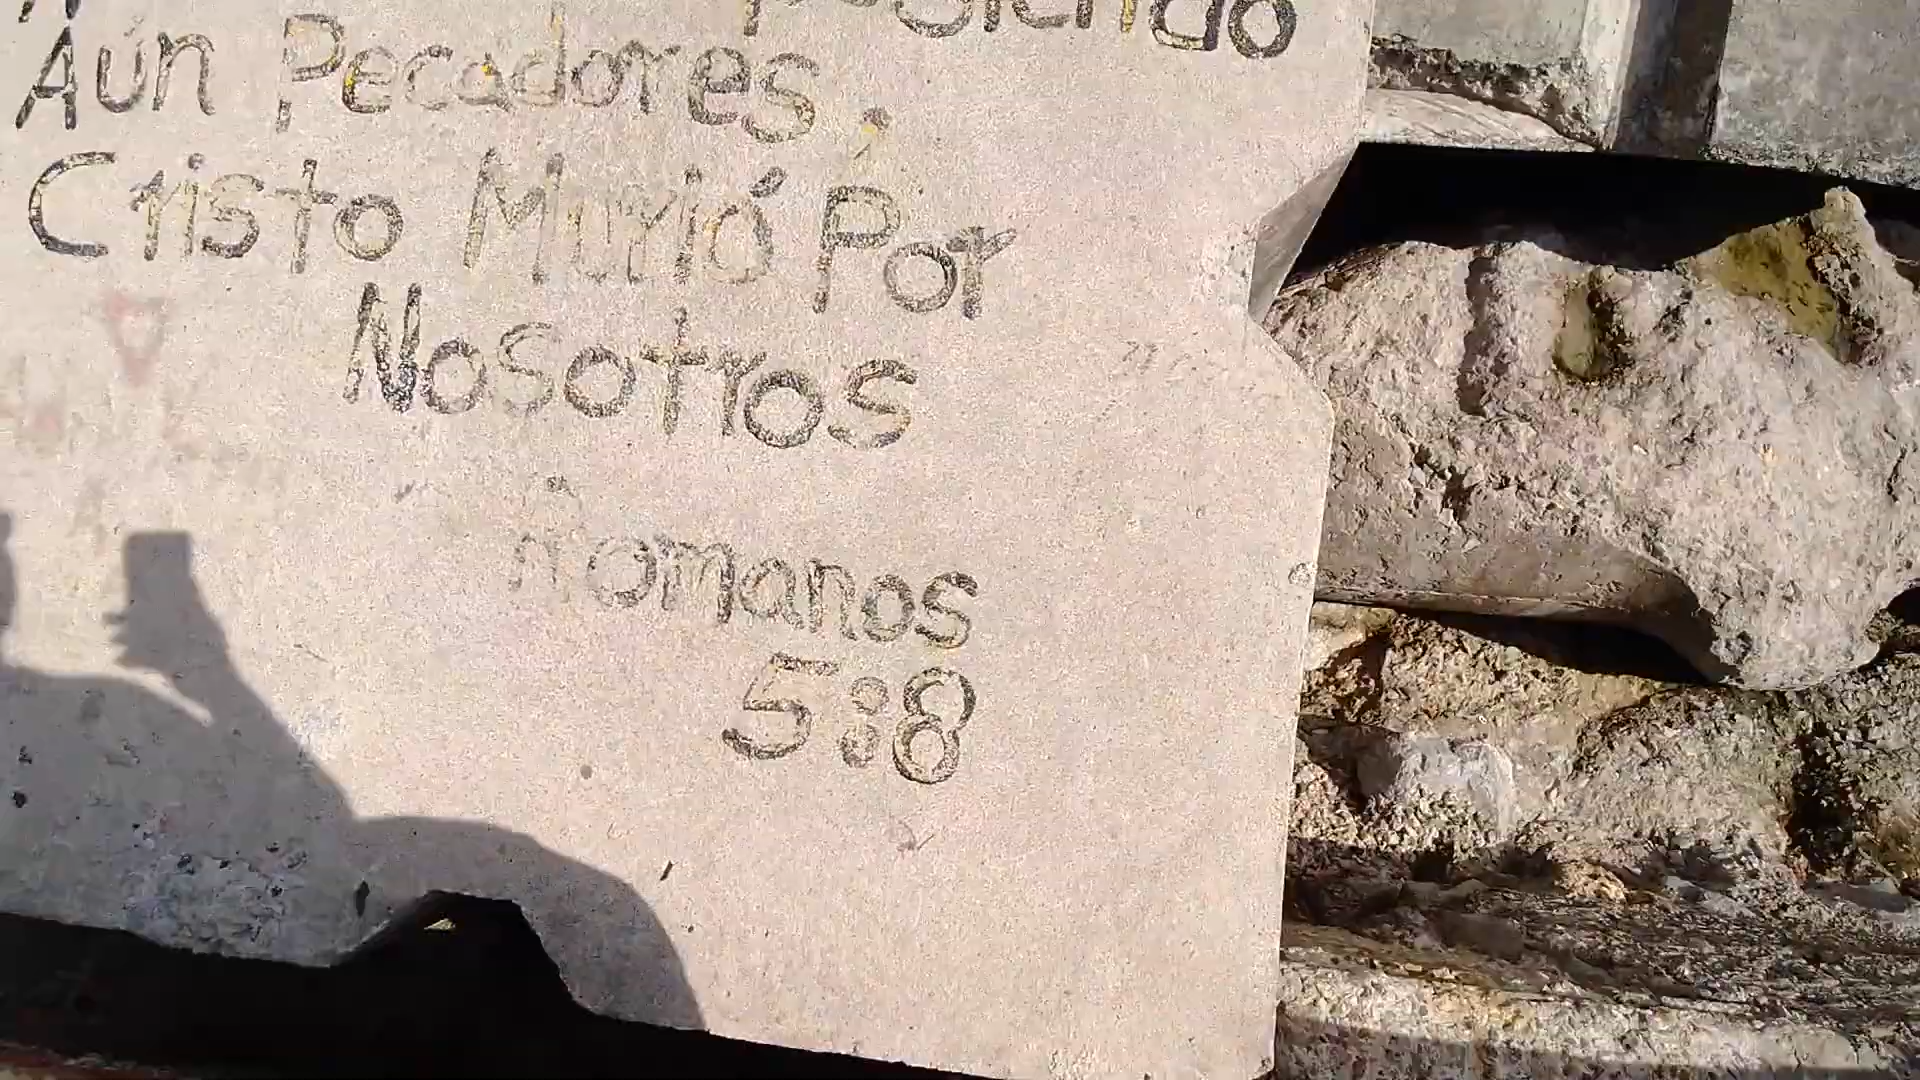 Aún Pecadores,
Cristo Murió Por
Nosotros
romanos
5:8